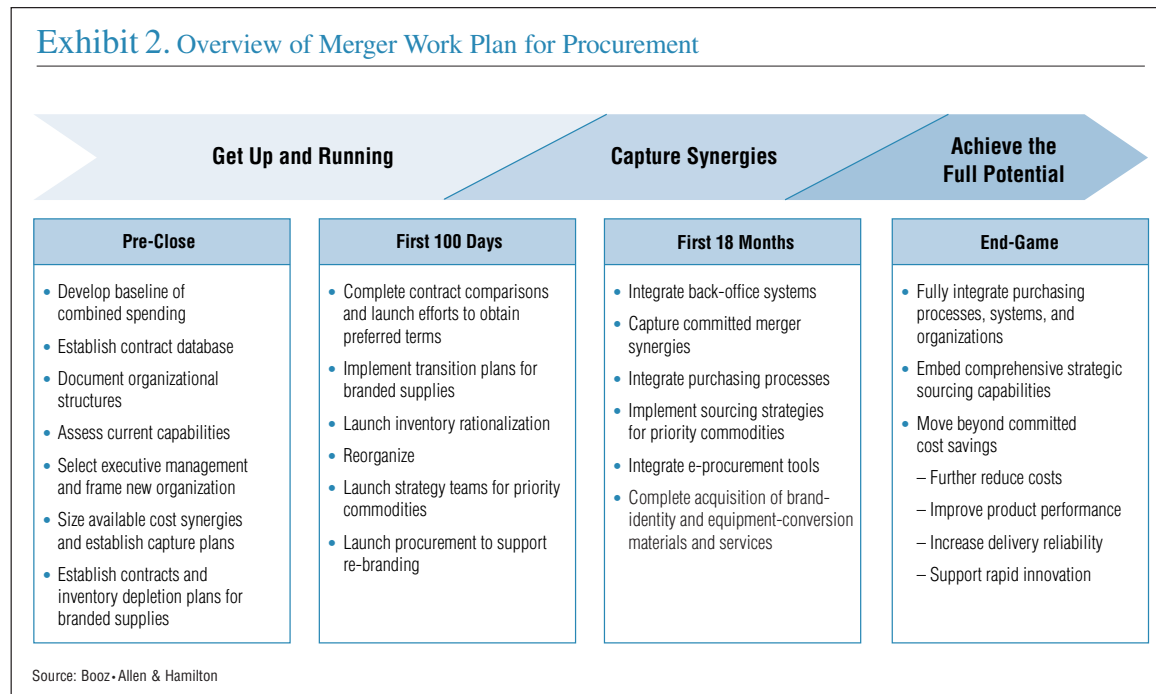 Exhibit 2. Overview of Merger Work Plan for Procurement
Get Up and Running
Capture Synergies
Achieve the
Full Potential
Pre-Close
• Develop baseline of
combined spending
• Establish contract database
• Document organizational
structures
• Assess current capabilities
• Select executive management
and frame new organization
• Size available cost synergies
and establish capture plans
• Establish contracts and
inventory depletion plans for
branded supplies
First 100 Days
• Complete contract comparisons
and launch efforts to obtain
preferred terms
• Implement transition plans for
branded supplies
• Launch inventory rationalization
• Reorganize
• Launch strategy teams for priority
commodities
• Launch procurement to support
re-branding
First 18 Months
• Integrate back-office systems
• Capture committed merger
synergies
• Integrate purchasing processes
• Implement sourcing strategies
for priority commodities
• Integrate e-procurement tools
• Complete acquisition of brand-
identity and equipment-conversion
materials and services
End-Game
• Fully integrate purchasing
processes, systems, and
organizations
• Embed comprehensive strategic
sourcing capabilities
• Move beyond committed
cost savings
– Further reduce costs
– Improve product performance
– Increase delivery reliability
– Support rapid innovation
Source: Booz•Allen & Hamilton